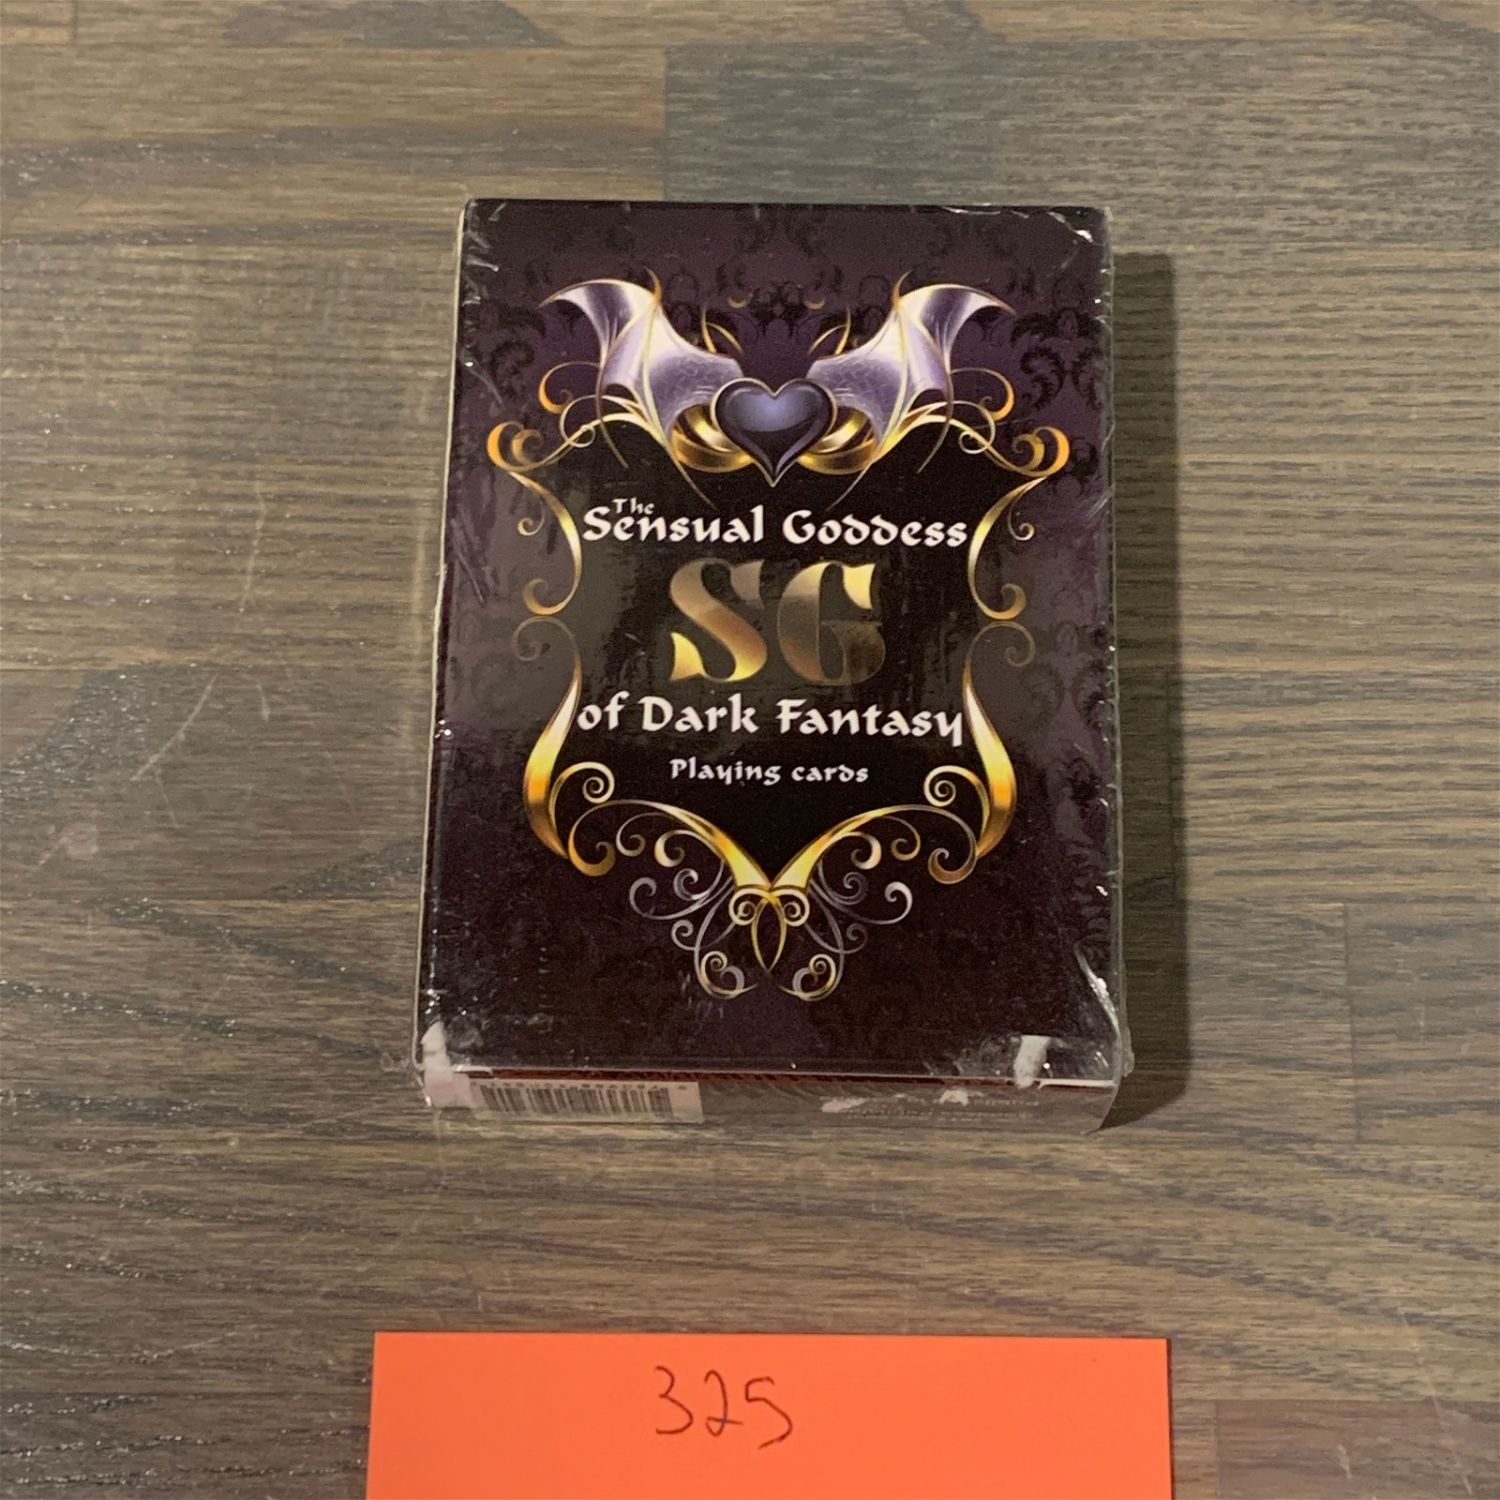 The
Sensual Goddess
SG
of Dark Fantasy
Playing cards
325